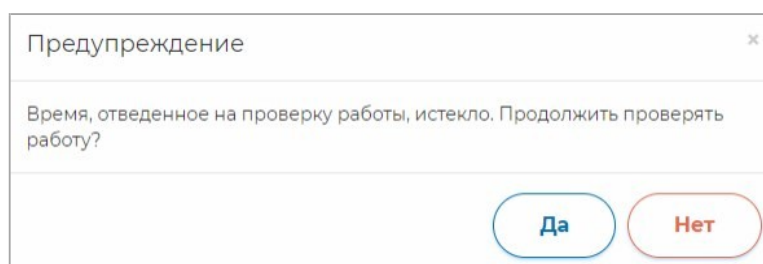 Предупреждение
×
Время, отведенное на проверку работы, истекло. Продолжить проверять
работу?
Да
Нет